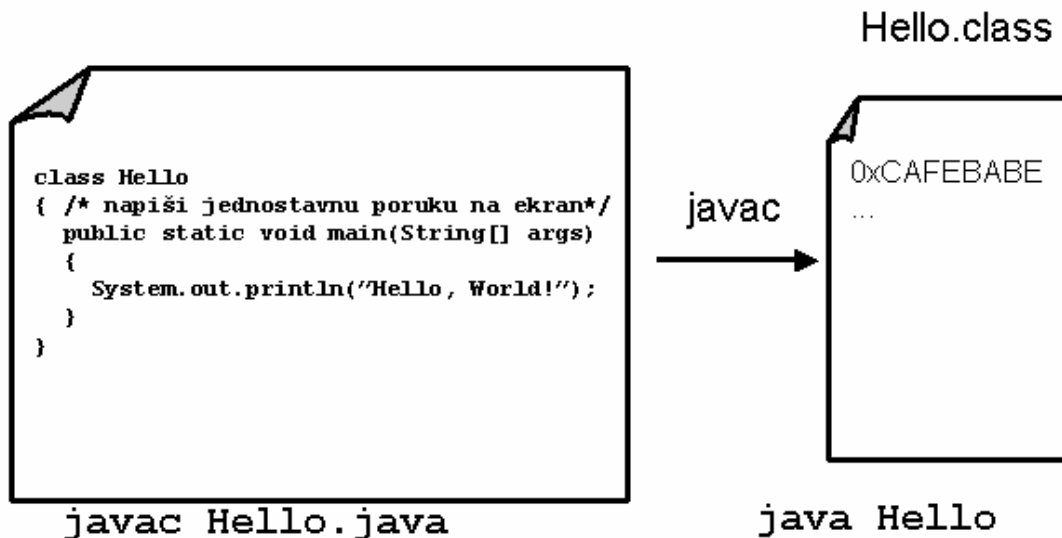 Hello.class
class Hello
{ /* napiši jednostavnu poruku na ekran*/
public static void main(String[] args)
{
System.out.println("Hello, World!");
}
}
javac
0xCAFEBABE
...
javac Hello.java
java Hello